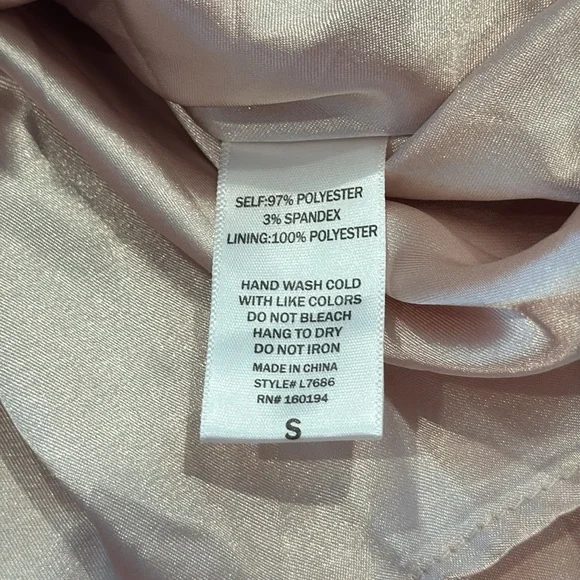 SELF:97% POLYESTER
3% SPANDEX
LINING:100% POLYESTER
HAND WASH COLD
WITH LIKE COLORS
DO NOT BLEACH
HANG TO DRY
DO NOT IRON
MADE IN CHINA
STYLE# L7686
RN# 160194
S